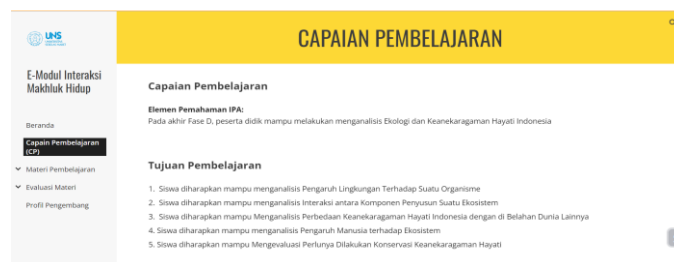 UNS
CAPAIAN PEMBELAJARAN
E-Modul Interaksi
Makhluk Hidup
Beranda
Capain Pembelajaran
(CP)
Materi Pembelajaran
Evaluasi Materi
Profil Pengembang
Capaian Pembelajaran
Elemen Pemahaman IPA:
Pada akhir Fase D, peserta didik mampu melakukan menganalisis Ekologi dan Keanekaragaman Hayati Indonesia
Tujuan Pembelajaran
1. Siswa diharapkan mampu menganalisis Pengaruh Lingkungan Terhadap Suatu Organisme
2. Siswa diharapkan mampu menganalisis Interaksi antara Komponen Penyusun Suatu Ekosistem
3. Siswa diharapkan mampu Menganalisis Perbedaan Keanekaragaman Hayati Indonesia dengan di Belahan Dunia Lainnya
4. Siswa diharapkan mampu menganalisis Pengaruh Manusia terhadap Ekosistem
5. Siswa diharapkan mampu Mengevaluasi Perlunya Dilakukan Konservasi Keanekaragaman Hayati